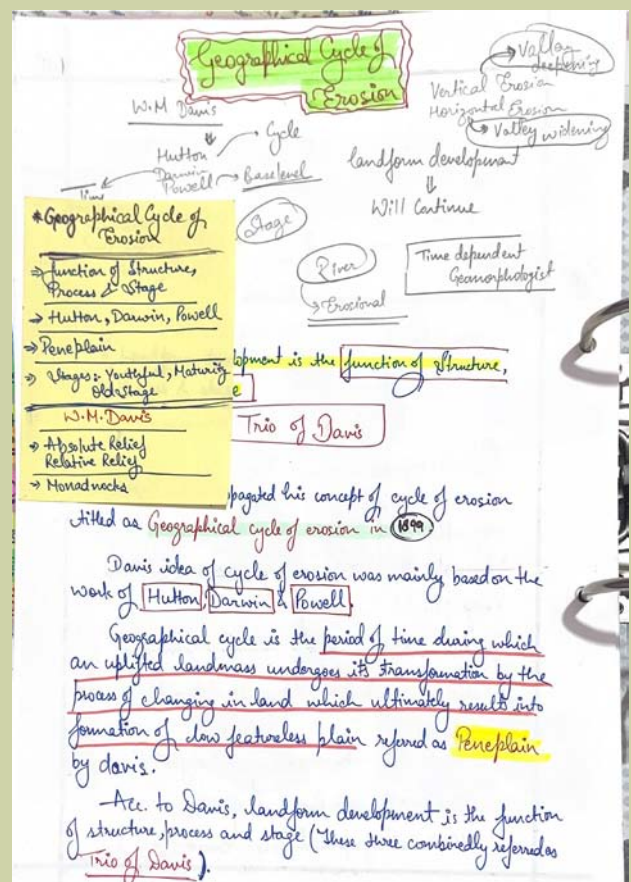 Geographical Cycle of
Erosion
Valley
deepening
Vertical Erosion
Horizontal Erosion
Valley widening
W.M Davis
Cycle
Hutton
Darwin
Powell
Baselevel
Time
landform development
Will Continue
Stage
River
Erosional
Time dependent
Geomorphologist
*Geographical Cycle of
Erosion
⇒ function of Structure,
Process & Stage
⇒ Hutton, Darwin, Powell
⇒ Peneplain
⇒ Stages: Youthful, Maturity
Old Stage
W.M.Davis
⇒ Absolute Relief
Relative Relief
⇒ Monadnocks
lopment is the function of Structure,
e
Trio of Davis
opagated his concept of cycle of erosion
titled as Geographical cycle of erosion in 1899
Davis idea of cycle of erosion was mainly based on the
work of Hutton, Darwin & Powell.
Geographical cycle is the period of time during which
an uplifted landmass undergoes its transformation by the
process of changing in land which ultimately results into
formation of low featureless plain referred as Peneplain
by davis.
Acc. to Davis, landform development is the function
of structure, process and stage (These three combinedly referred as
Trio of Davis).